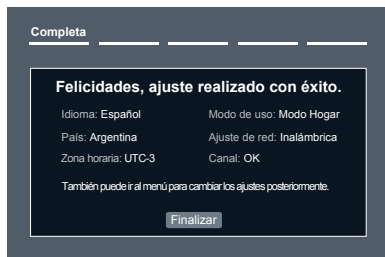 Completa
Felicidades, ajuste realizado con éxito.
Idioma: Español Modo de uso: Modo Hogar
País: Argentina Ajuste de red: Inalámbrica
Zona horaria: UTC-3 Canal: OK
También puede ir al menú para cambiar los ajustes posteriormente.
Finalizar